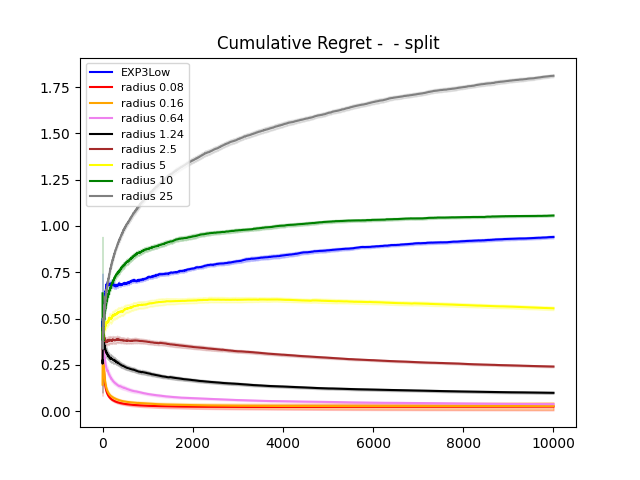 Cumulative Regret -  - split
EXP3Low
radius 0.08
radius 0.16
radius 0.64
radius 1.24
radius 2.5
radius 5
radius 10
radius 25
1.75
1.50
1.25
1.00
0.75
0.50
0.25
0.00
0 2000 4000 6000 8000 10000